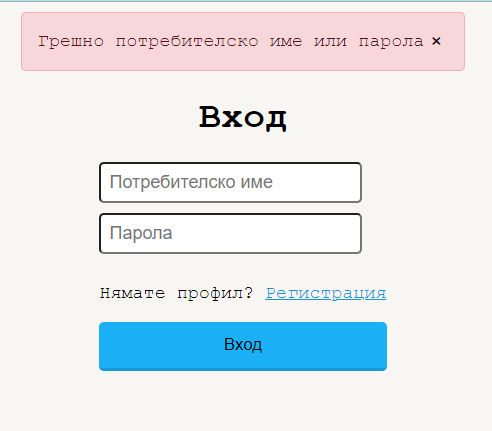 Грешно потребителско име или парола ×
Вход
Потребителско име
Парола
Нямате профил? Регистрация
Вход